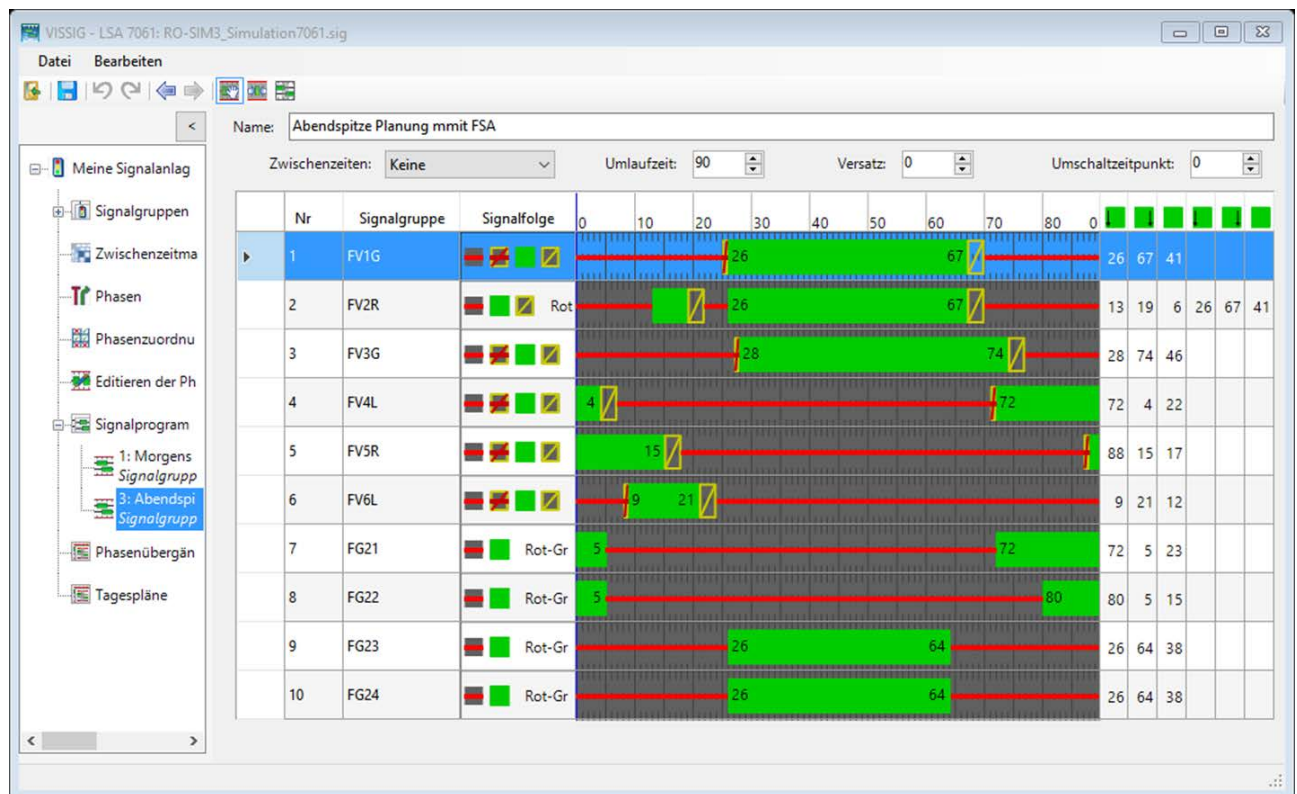 VISSIG - LSA 7061: RO-SIM3_Simulation7061.sig
Datei Bearbeiten
<
Name: Abendspitze Planung mmit FSA
Zwischenzeiten: Keine Umlaufzeit: 90 Versatz: 0 Umschaltzeitpunkt: 0
Meine Signalanlag
Signalgruppen
Zwischenzeitma
Phasen
Phasenzuordnu
Editieren der Ph
Signalprogram
1: Morgens
Signalgrupp
3: Abendspi
Signalgrupp
Phasenübergän
Tagespläne
Nr Signalgruppe Signalfolge 0 10 20 30 40 50 60 70 80 0
1 FV1G 26 67 26 67 41
2 FV2R Rot 26 67 13 19 6 26 67 41
3 FV3G 28 74 28 74 46
4 FV4L 4 72 72 4 22
5 FV5R 15 88 15 17
6 FV6L 9 21 9 21 12
7 FG21 Rot-Gr 5 72 72 5 23
8 FG22 Rot-Gr 5 80 80 5 15
9 FG23 Rot-Gr 26 64 26 64 38
10 FG24 Rot-Gr 26 64 26 64 38
< >